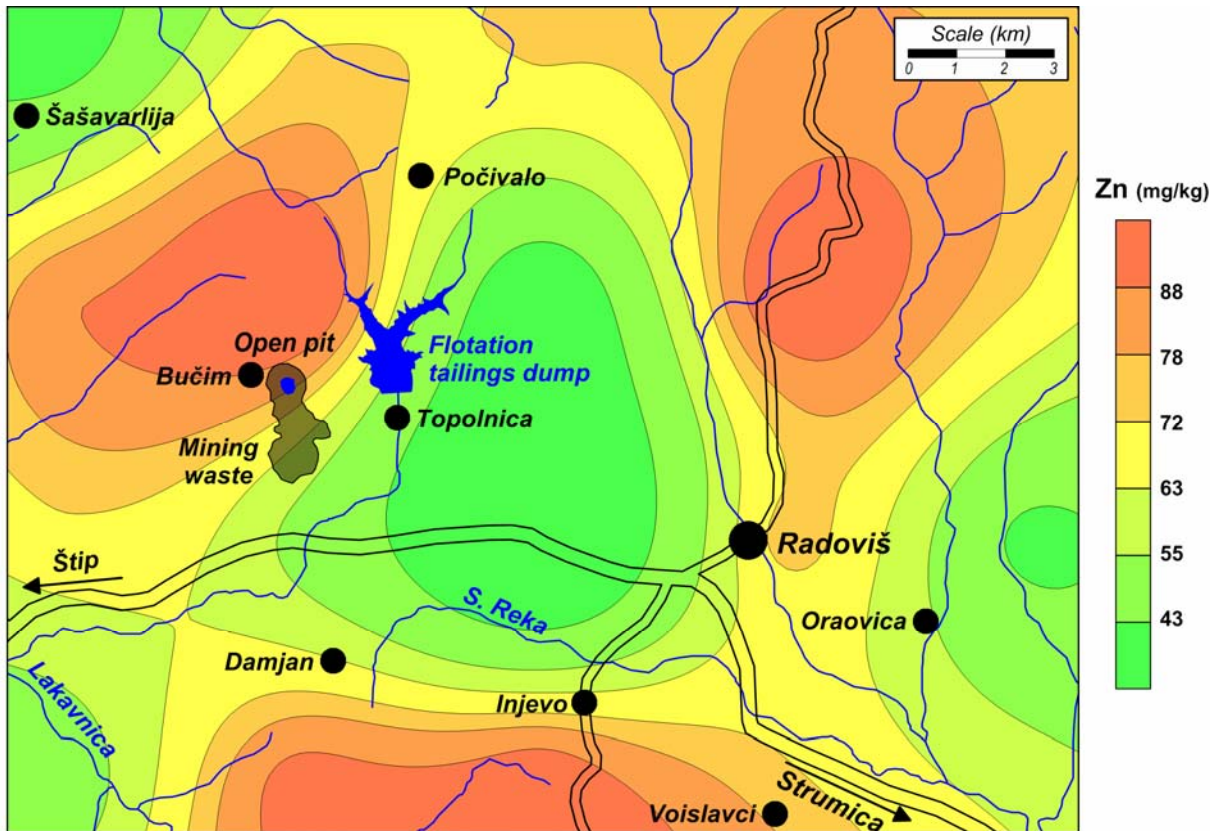 Scale (km)
0 1 2 3
Šašavarlija
Počivalo
Zn (mg/kg)
88
78
72
63
55
43
Open pit
Bučim
Flotation
tailings dump
Topolnica
Mining
waste
Radoviš
Štip
S. Reka
Oraovica
Damjan
Lakavnica
Injevo
Strumica
Voislavci